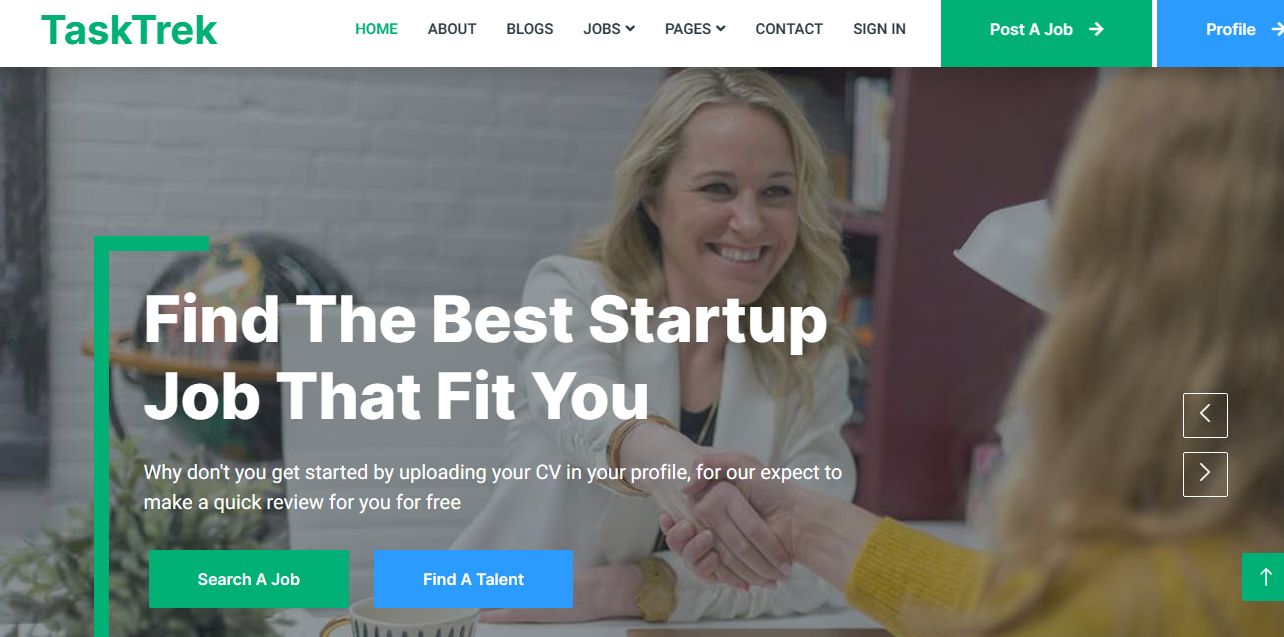 TaskTrek
HOME ABOUT BLOGS JOBS PAGES CONTACT SIGN IN Post A Job Profile
Find The Best Startup
Job That Fit You
Why don't you get started by uploading your CV in your profile, for our expect to
make a quick review for you for free
Search A Job Find A Talent